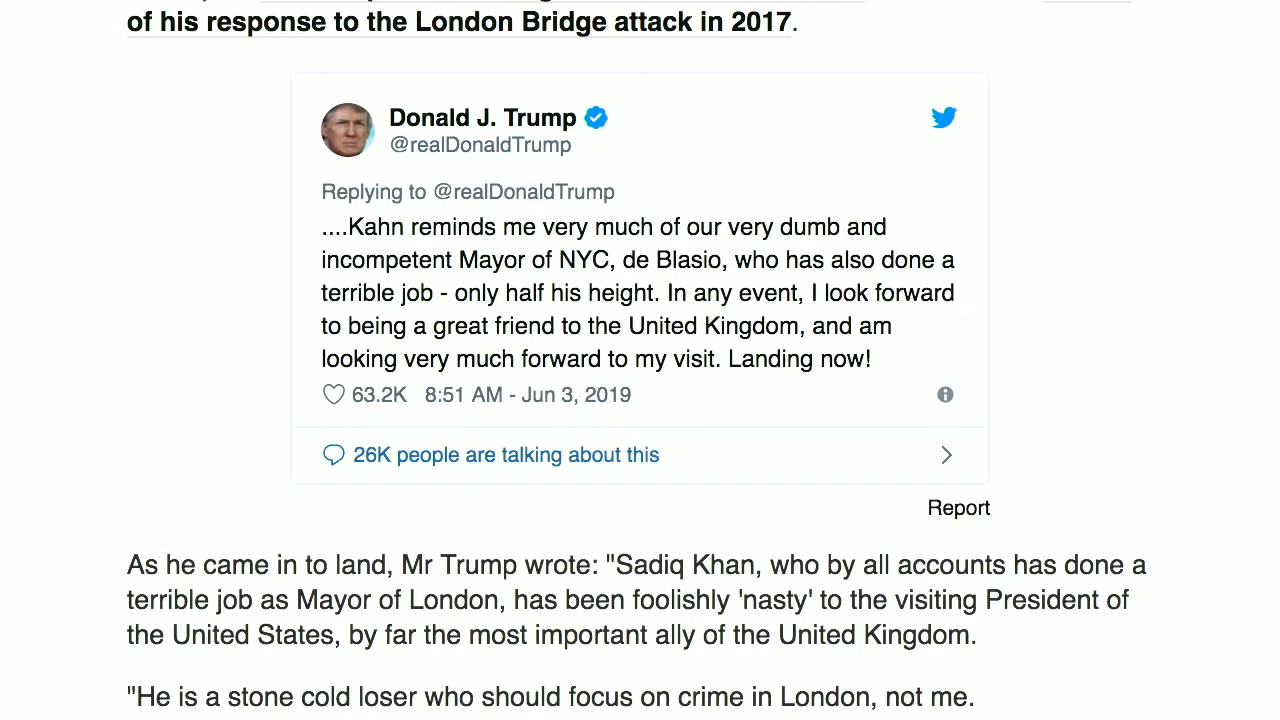 of his response to the London Bridge attack in 2017.
Donald J. Trump
@realDonaldTrump
Replying to @realDonaldTrump
....Kahn reminds me very much of our very dumb and
incompetent Mayor of NYC, de Blasio, who has also done a
terrible job - only half his height. In any event, I look forward
to being a great friend to the United Kingdom, and am
looking very much forward to my visit. Landing now!
63.2K 8:51 AM - Jun 3, 2019
26K people are talking about this
Report
As he came in to land, Mr Trump wrote: "Sadiq Khan, who by all accounts has done a
terrible job as Mayor of London, has been foolishly 'nasty' to the visiting President of
the United States, by far the most important ally of the United Kingdom.
"He is a stone cold loser who should focus on crime in London, not me.